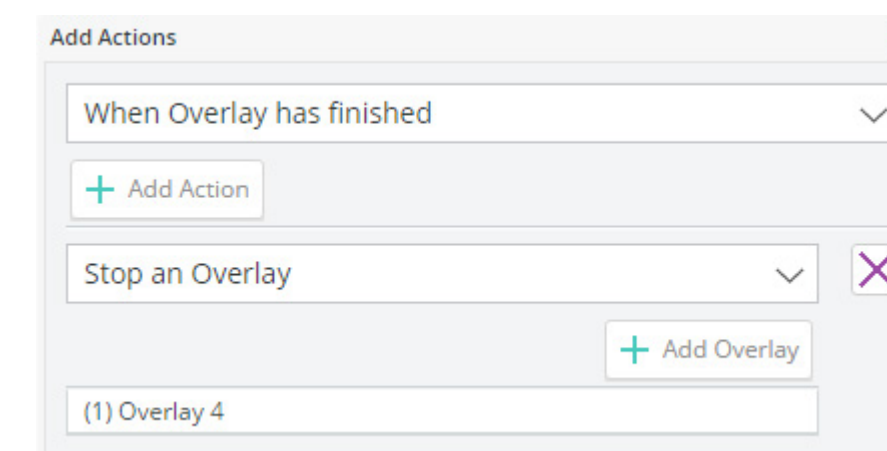 Add Actions
When Overlay has finished
Add Action
Stop an Overlay
Add Overlay
(1) Overlay 4